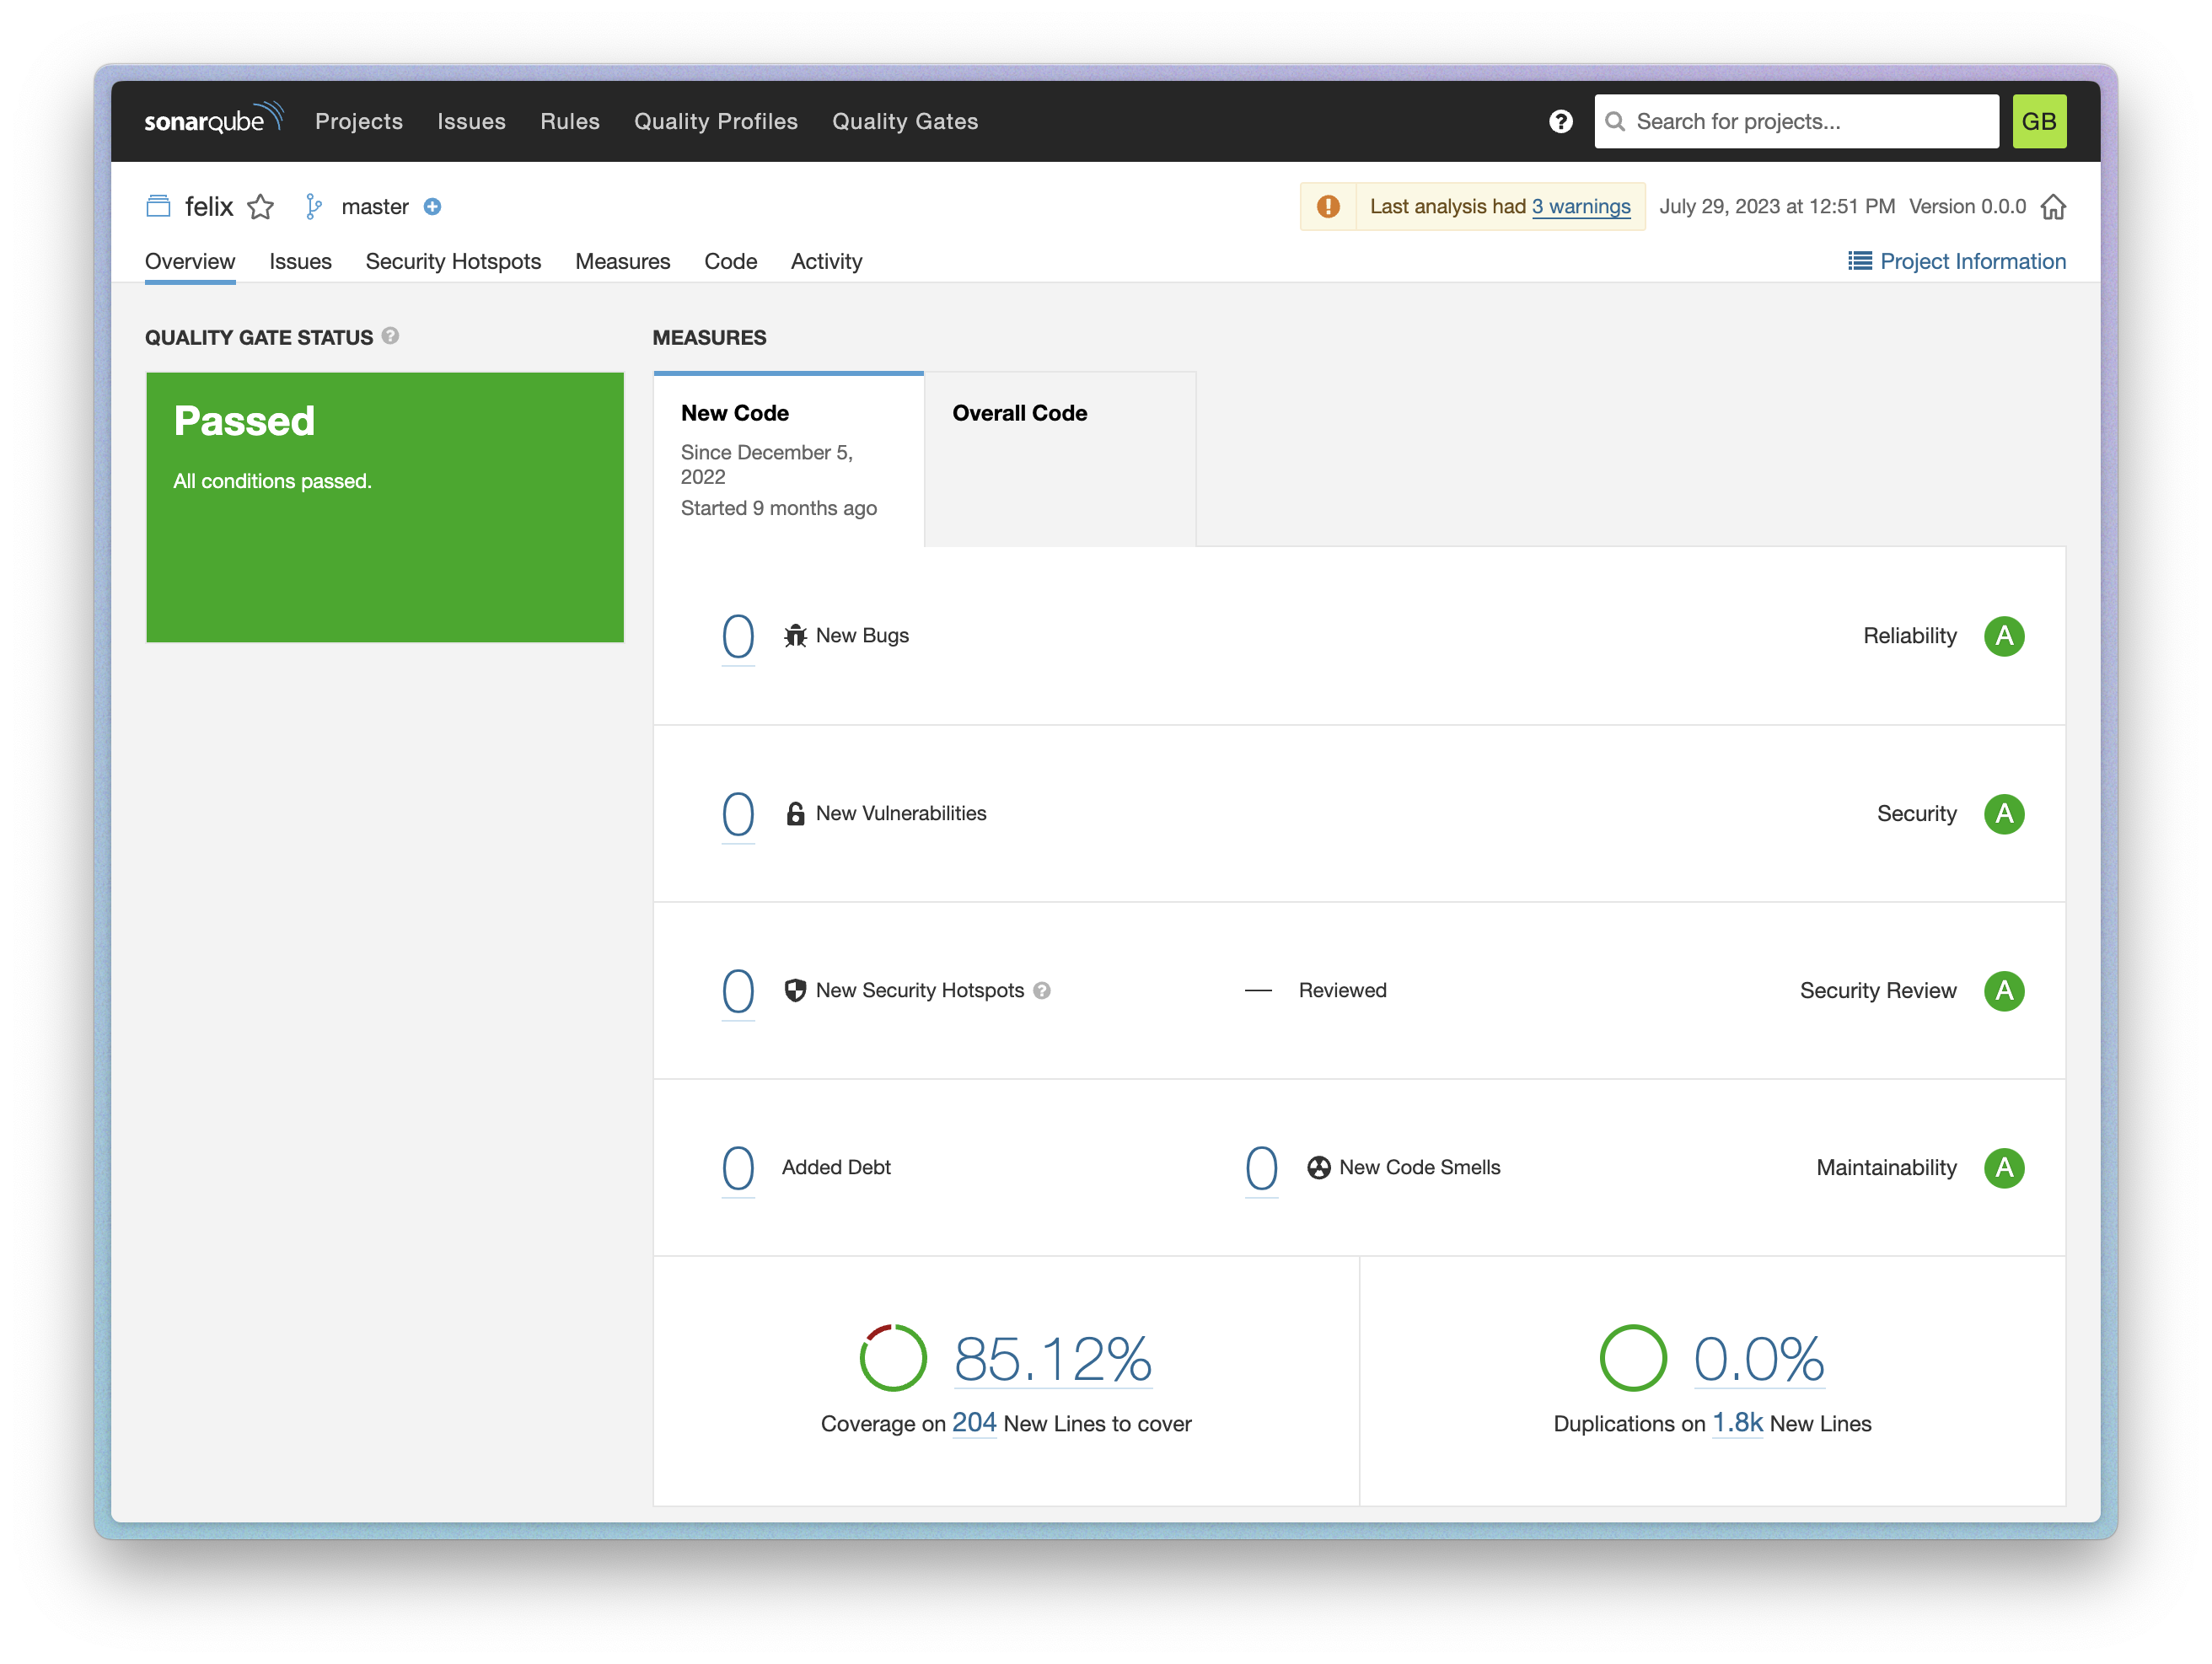 sonarqube Projects Issues Rules Quality Profiles Quality Gates ? Search for projects... GB
felix master Last analysis had 3 warnings July 29, 2023 at 12:51 PM Version 0.0.0
Overview Issues Security Hotspots Measures Code Activity Project Information
QUALITY GATE STATUS ?
Passed
All conditions passed.
MEASURES
New Code
Since December 5,
2022
Started 9 months ago
Overall Code
0 New Bugs Reliability A
0 New Vulnerabilities Security A
0 New Security Hotspots ? — Reviewed Security Review A
0 Added Debt 0 New Code Smells Maintainability A
85.12%
Coverage on 204 New Lines to cover
0.0%
Duplications on 1.8k New Lines